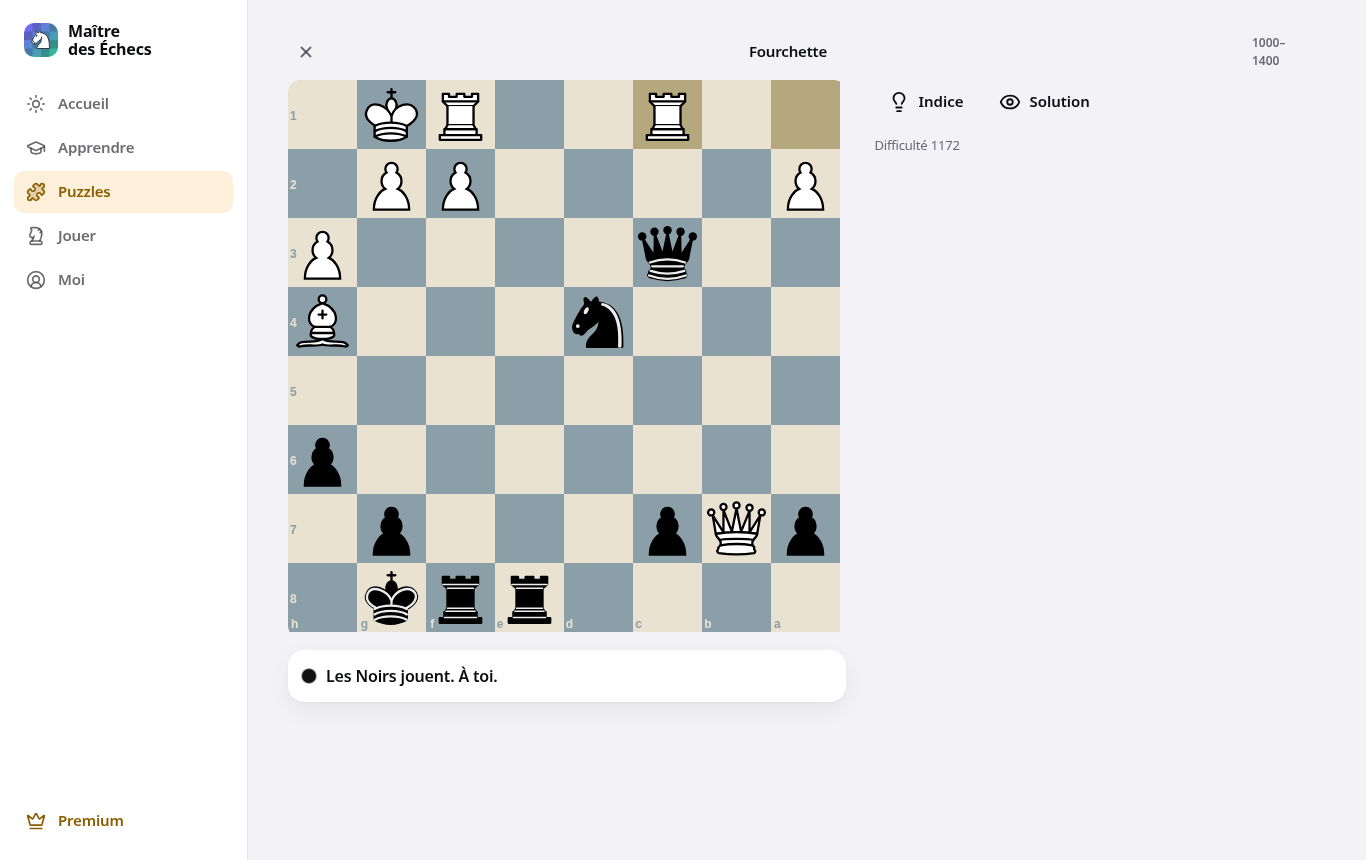 Maître
des Échecs
Accueil
Apprendre
Puzzles
Jouer
Moi
Premium
Fourchette
1000–
1400
Indice
Solution
Difficulté 1172
1
2
3
4
5
6
7
8
h g f e d c b a
Les Noirs jouent. À toi.